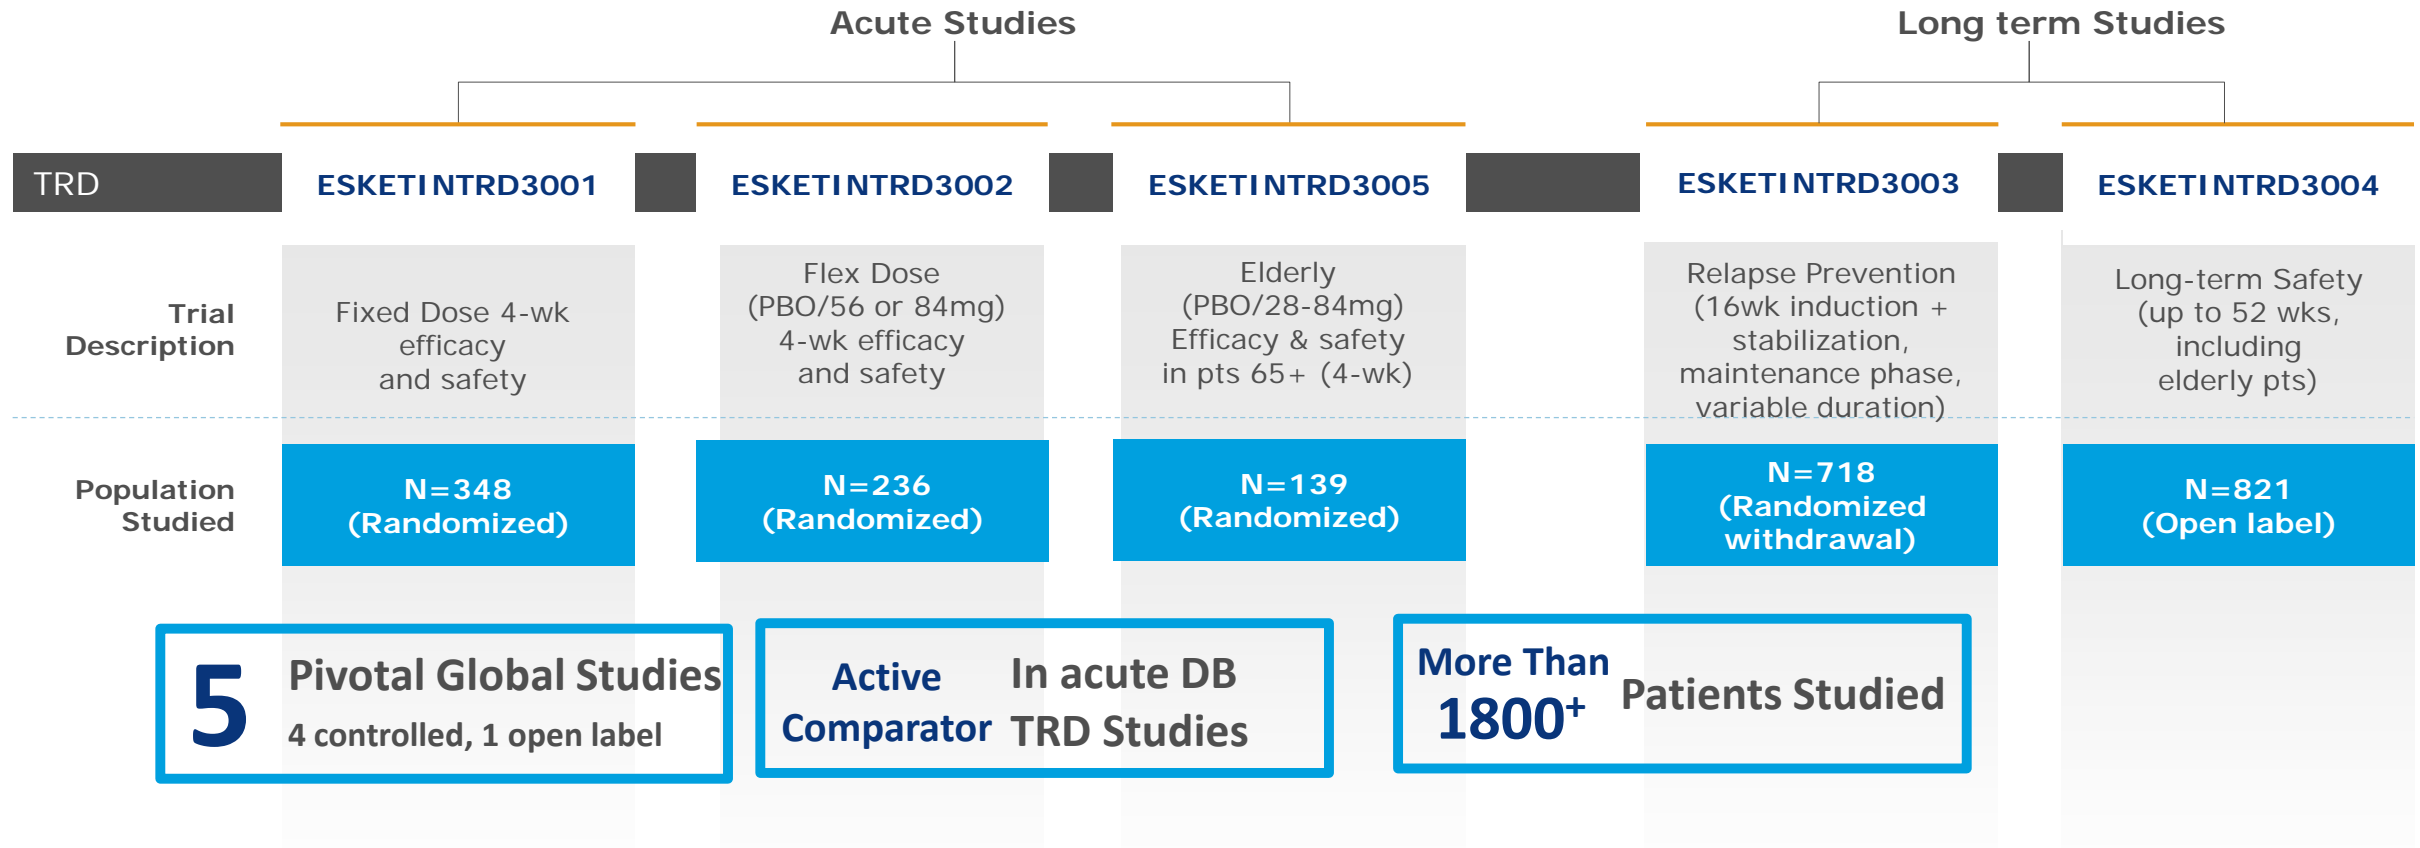 Acute Studies
Long term Studies
TRD
ESKETINTRD3001
ESKETINTRD3002
ESKETINTRD3005
ESKETINTRD3003
ESKETINTRD3004
Trial
Description
Fixed Dose 4-wk
efficacy
and safety
Flex Dose
(PBO/56 or 84mg)
4-wk efficacy
and safety
Elderly
(PBO/28-84mg)
Efficacy & safety
in pts 65+ (4-wk)
Relapse Prevention
(16wk induction +
stabilization,
maintenance phase,
variable duration)
Long-term Safety
(up to 52 wks,
including
elderly pts)
Population
Studied
N=348
(Randomized)
N=236
(Randomized)
N=139
(Randomized)
N=718
(Randomized
withdrawal)
N=821
(Open label)
5
Pivotal Global Studies
4 controlled, 1 open label
Active
Comparator
In acute DB
TRD Studies
More Than
1800+
Patients Studied